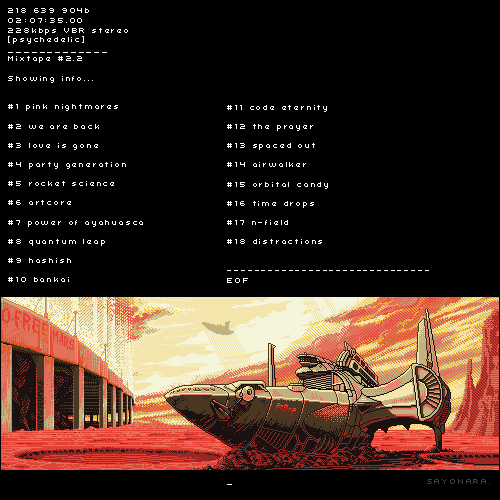 218 639 904b
02:07:35.00
228kbps VBR stereo
[psychedelic]
_____________
Mixtape #2.2
Showing info...
#1 pink nightmares
#2 we are back
#3 love is gone
#4 party generation
#5 rocket science
#6 artcore
#7 power of ayahuasca
#8 quantum leap
#9 hashish
#10 bankai
#11 code eternity
#12 the prayer
#13 spaced out
#14 airwalker
#15 orbital candy
#16 time drops
#17 n-field
#18 distractions
______________________________
EOF
O FREE MARS
_
SAYONARA.